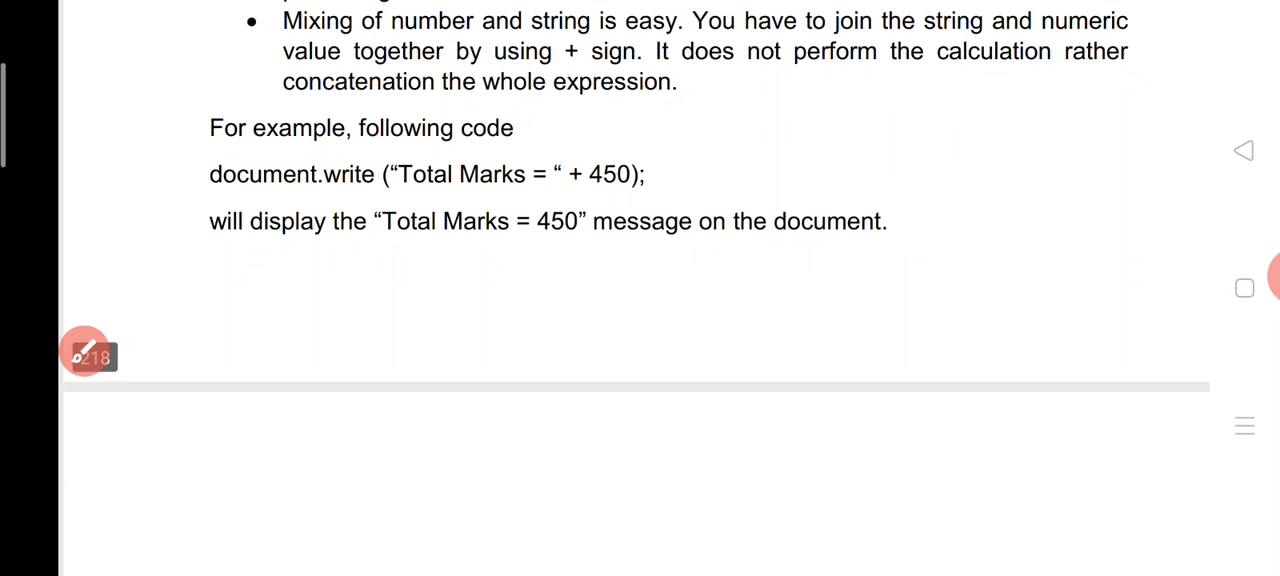 • Mixing of number and string is easy. You have to join the string and numeric
value together by using + sign. It does not perform the calculation rather
concatenation the whole expression.
For example, following code
document.write (“Total Marks = “ + 450);
will display the “Total Marks = 450” message on the document.
218